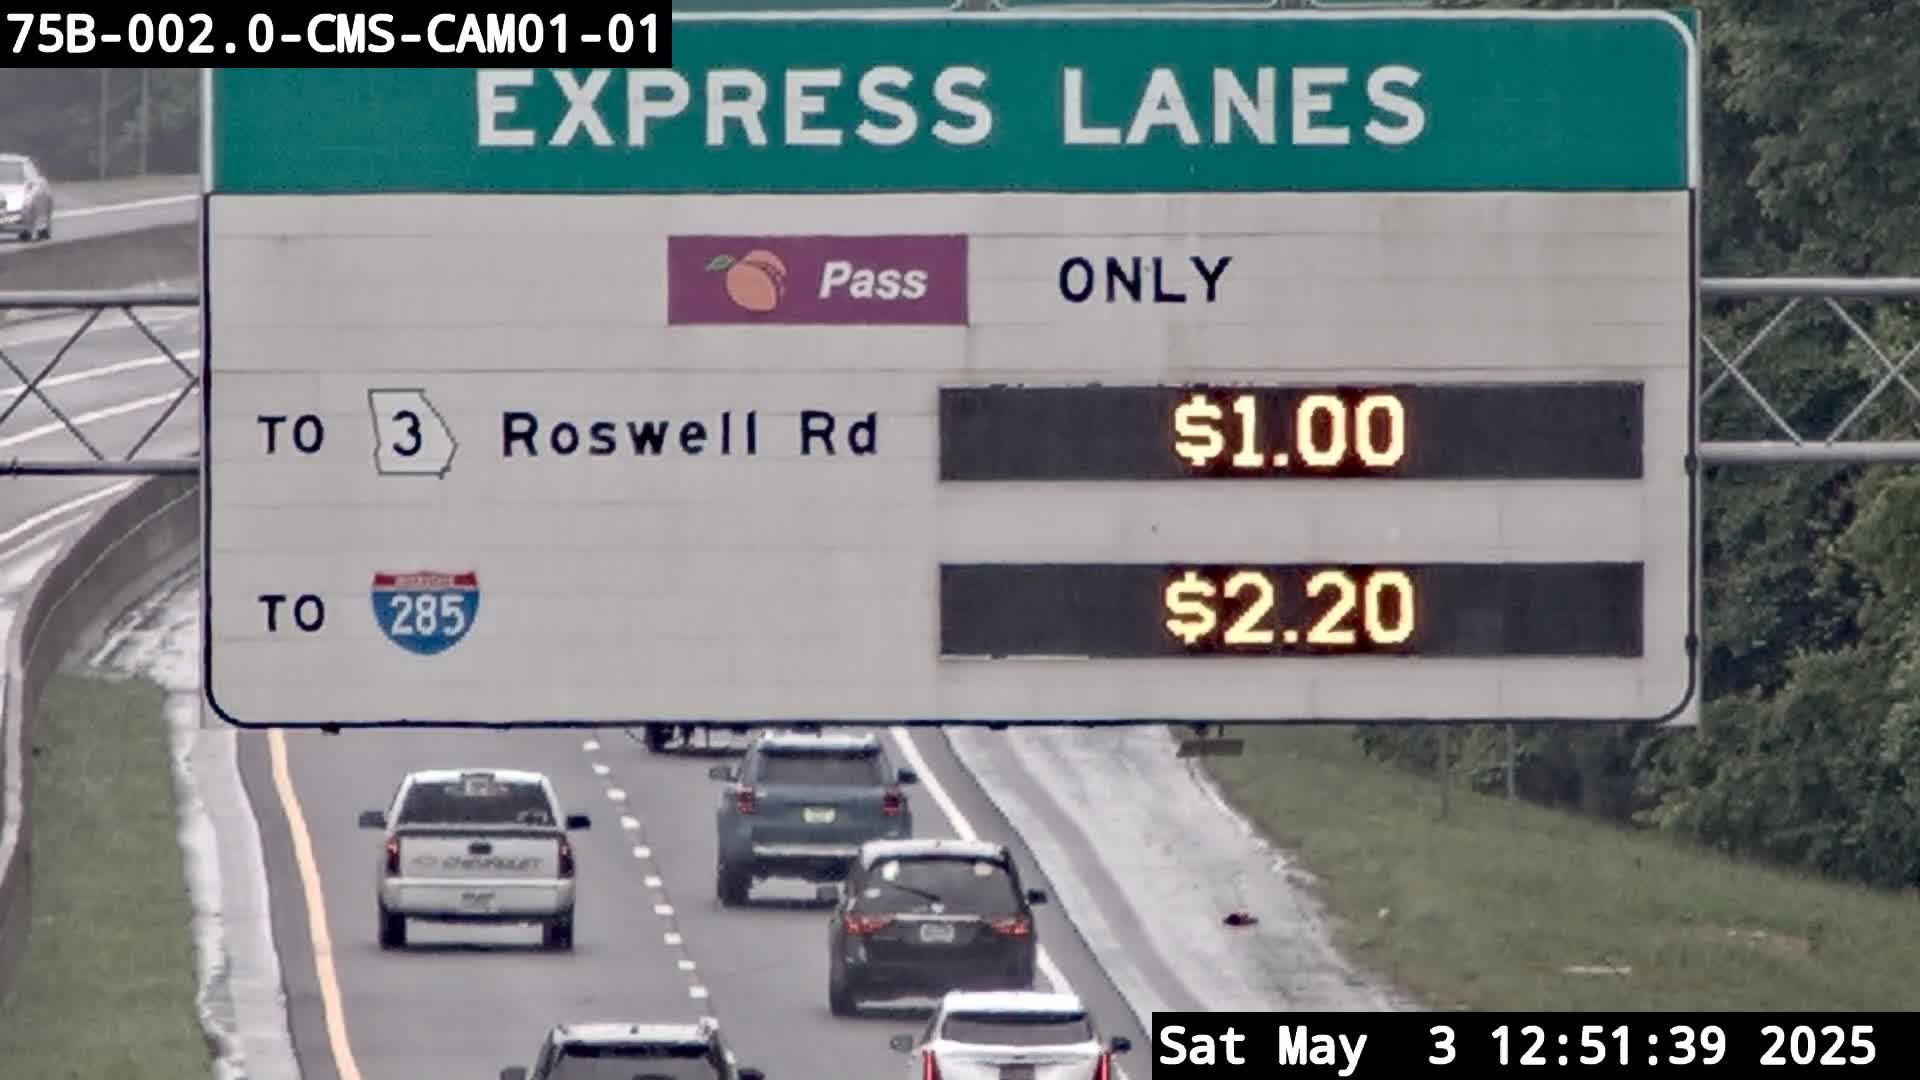 75B-002.0-CMS-CAM01-01
EXPRESS LANES
Pass ONLY
TO 3 Roswell Rd $1.00
TO 285 $2.20
CHEVROLET
Sat May 3 12:51:39 2025